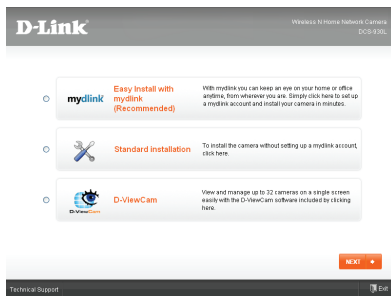 D-Link
Wireless N Home Network Camera
DCS-930L
mydlink
Easy Install with
mydlink
(Recommended)
With mydlink you can keep an eye on your home or office
anytime, from wherever you are. Simply click here to set up
a mydlink account and install your camera in minutes.
Standard installation
To install the camera without setting up a mydlink account,
click here.
D-ViewCam
D-ViewCam
View and manage up to 32 cameras on a single screen
easily with the D-ViewCam software included by clicking
here.
NEXT
Technical Support
Exit